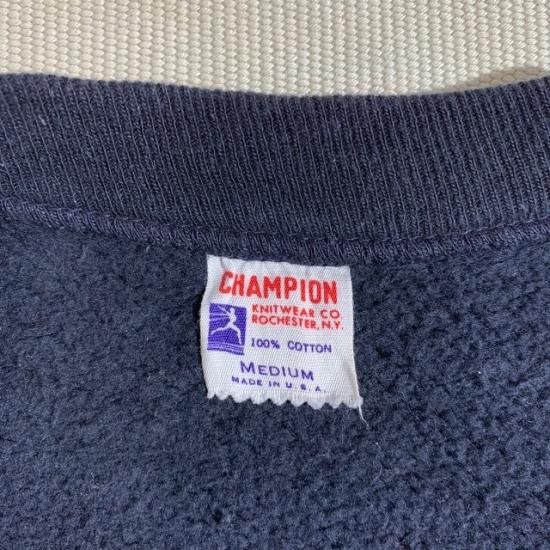 CHAMPION
KNITWEAR CO.
ROCHESTER, N.Y.
100% COTTON
MEDIUM
MADE IN U.S.A.